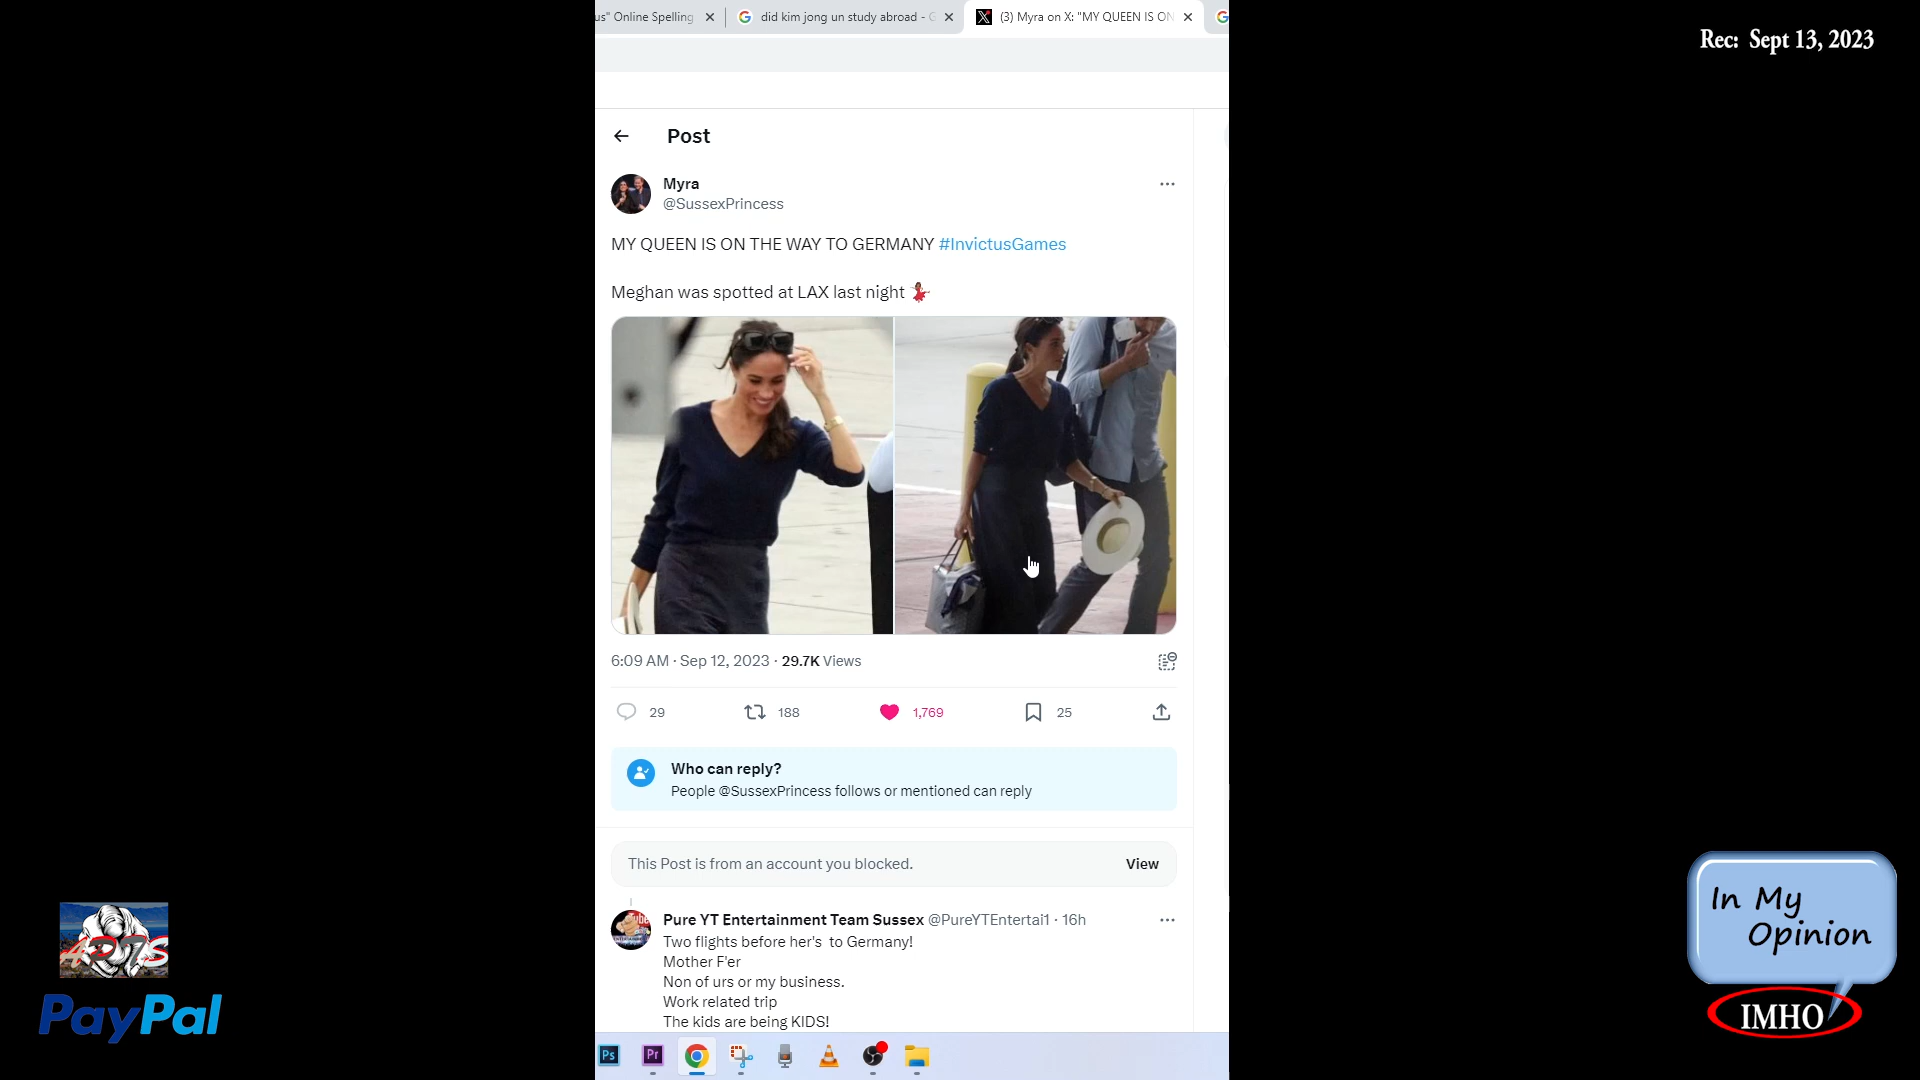 us" Online Spelling
did kim jong un study abroad - G
(3) Myra on X: "MY QUEEN IS ON
Rec: Sept 13, 2023
Post
Myra
@SussexPrincess
MY QUEEN IS ON THE WAY TO GERMANY #InvictusGames
Meghan was spotted at LAX last night
6:09 AM · Sep 12, 2023 · 29.7K Views
29
188
1,769
25
Who can reply?
People @SussexPrincess follows or mentioned can reply
This Post is from an account you blocked.
View
Pure YT Entertainment Team Sussex @PureYTEntertai1 · 16h
Two flights before her's to Germany!
Mother F'er
Non of urs or my business.
Work related trip
The kids are being KIDS!
Ps
Pr
PayPal
In My
Opinion
IMHO